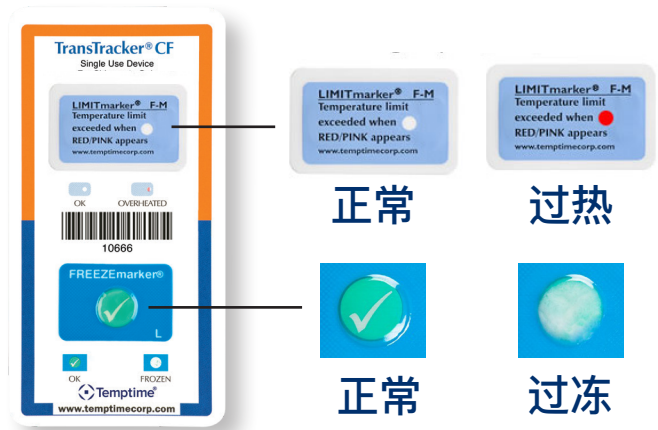 TransTracker® CF
Single Use Device
LIMITmarker® F-M
Temperature limit
exceeded when
RED/PINK appears
www.temptimecorp.com
OK
OVERHEATED
10666
FREEZEmarker®
L
OK
FROZEN
Temptime®
www.temptimecorp.com
LIMITmarker® F-M
Temperature limit
exceeded when
RED/PINK appears
www.temptimecorp.com
正常
LIMITmarker® F-M
Temperature limit
exceeded when
RED/PINK appears
www.temptimecorp.com
过热
正常
过冻